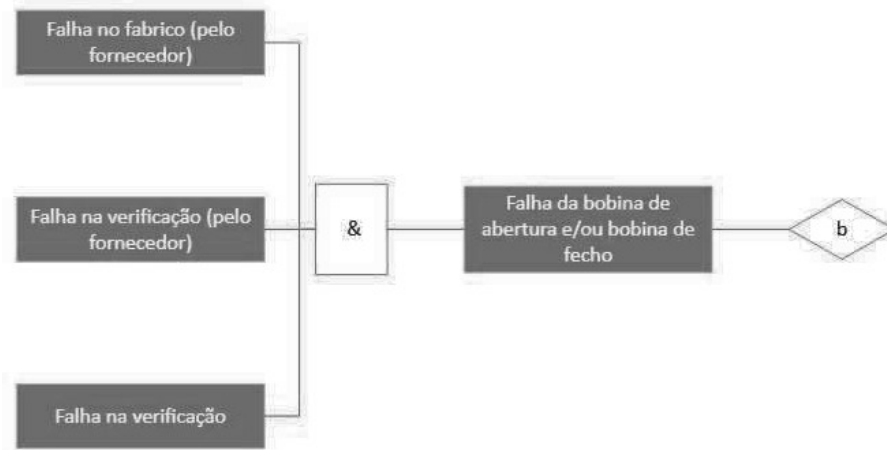 Falha no fabrico (pelo
fornecedor)
Falha na verificação (pelo
fornecedor)
&
Falha da bobina de
abertura e/ou bobina de
fecho
b
Falha na verificação